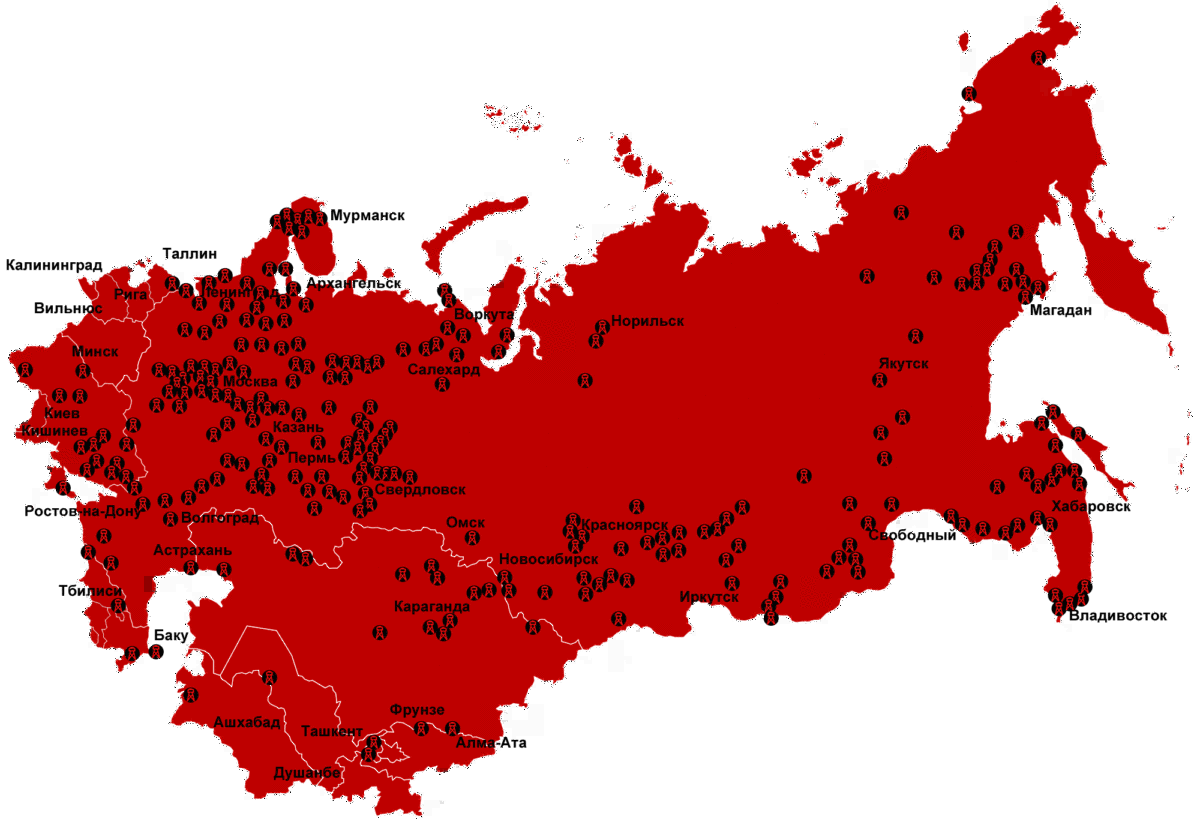 Мурманск
Таллин
Калининград
Архангельск
Рига
Ленинград
Вильнюс
Воркута
Магадан
Норильск
Минск
Якутск
Салехард
Москва
Киев
Казань
Кишинев
Пермь
Свердловск
Хабаровск
Ростов-на-Дону
Волгоград
Омск
Красноярск
Свободный
Астрахань
Новосибирск
Тбилиси
Иркутск
Караганда
Владивосток
Баку
Фрунзе
Ашхабад
Ташкент
Алма-Ата
Душанбе